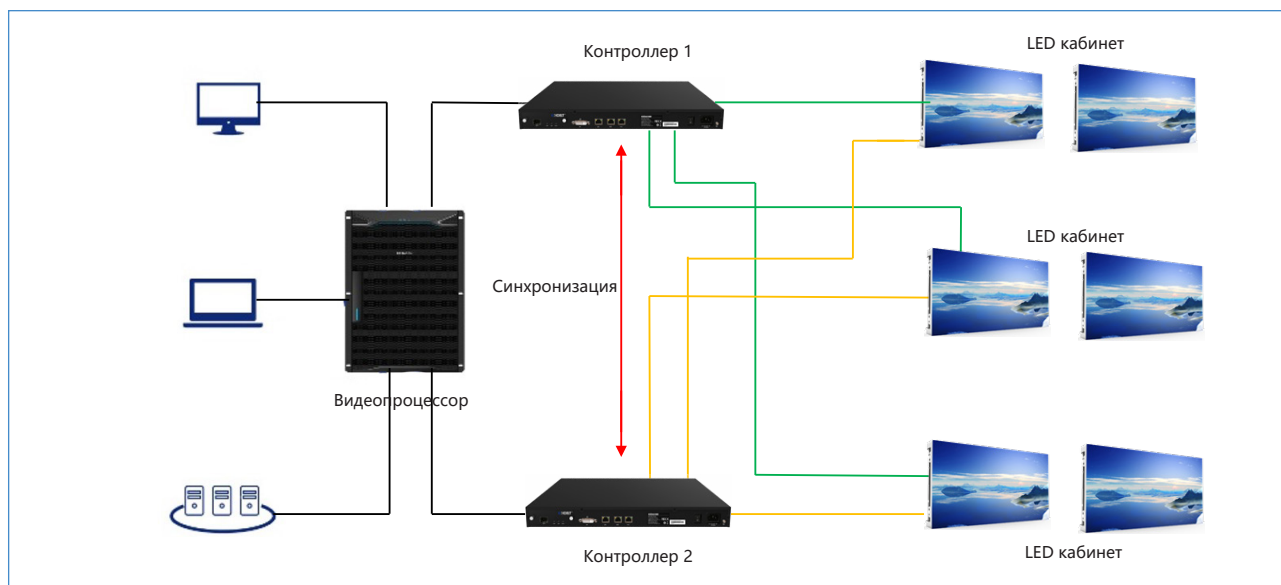 Контроллер 1
LED кабинет
LED кабинет
Синхронизация
Видеопроцессор
Контроллер 2
LED кабинет